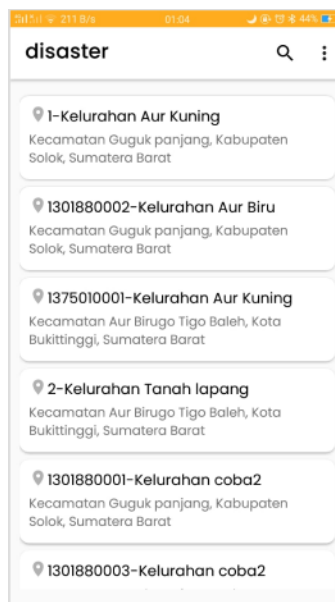 211 B/s
01:04
44%
disaster
1-Kelurahan Aur Kuning
Kecamatan Guguk panjang, Kabupaten
Solok, Sumatera Barat
1301880002-Kelurahan Aur Biru
Kecamatan Guguk panjang, Kabupaten
Solok, Sumatera Barat
1375010001-Kelurahan Aur Kuning
Kecamatan Aur Birugo Tigo Baleh, Kota
Bukittinggi, Sumatera Barat
2-Kelurahan Tanah lapang
Kecamatan Aur Birugo Tigo Baleh, Kota
Bukittinggi, Sumatera Barat
1301880001-Kelurahan coba2
Kecamatan Guguk panjang, Kabupaten
Solok, Sumatera Barat
1301880003-Kelurahan coba2